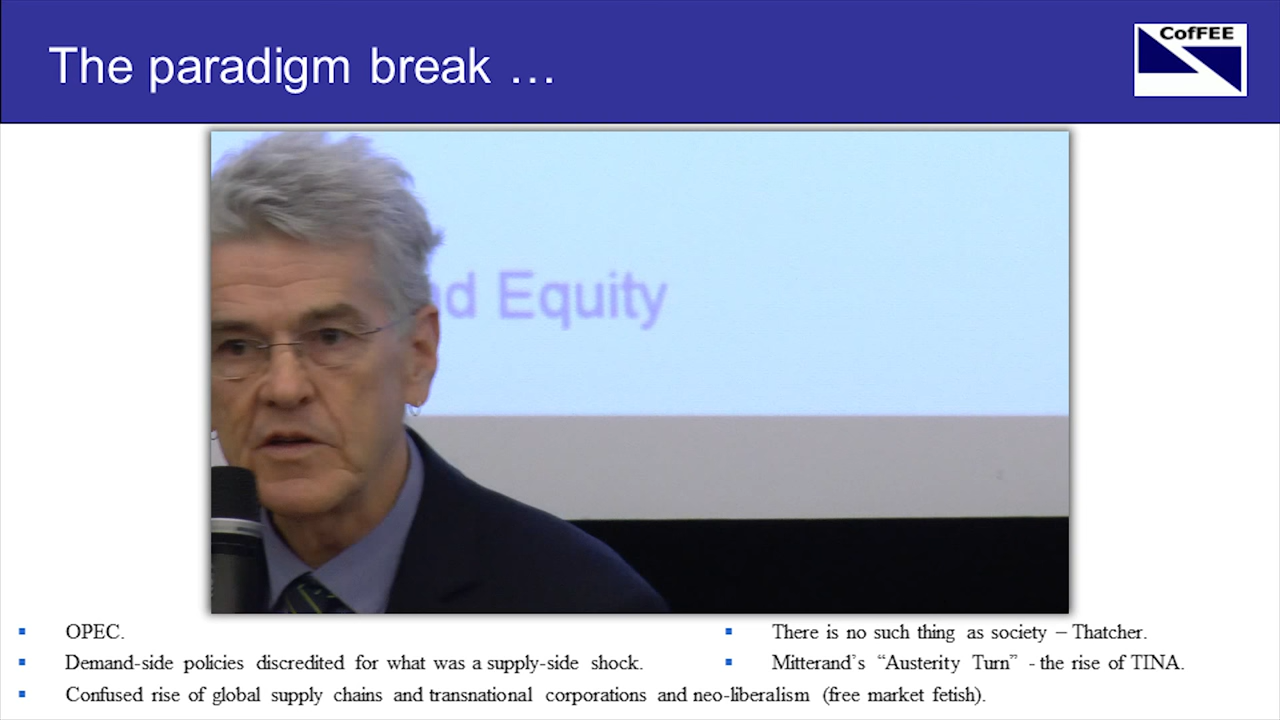 The paradigm break …
CofFEE
nd Equity
OPEC.
Demand-side policies discredited for what was a supply-side shock.
Confused rise of global supply chains and transnational corporations and neo-liberalism (free market fetish).
There is no such thing as society – Thatcher.
Mitterand’s “Austerity Turn” - the rise of TINA.